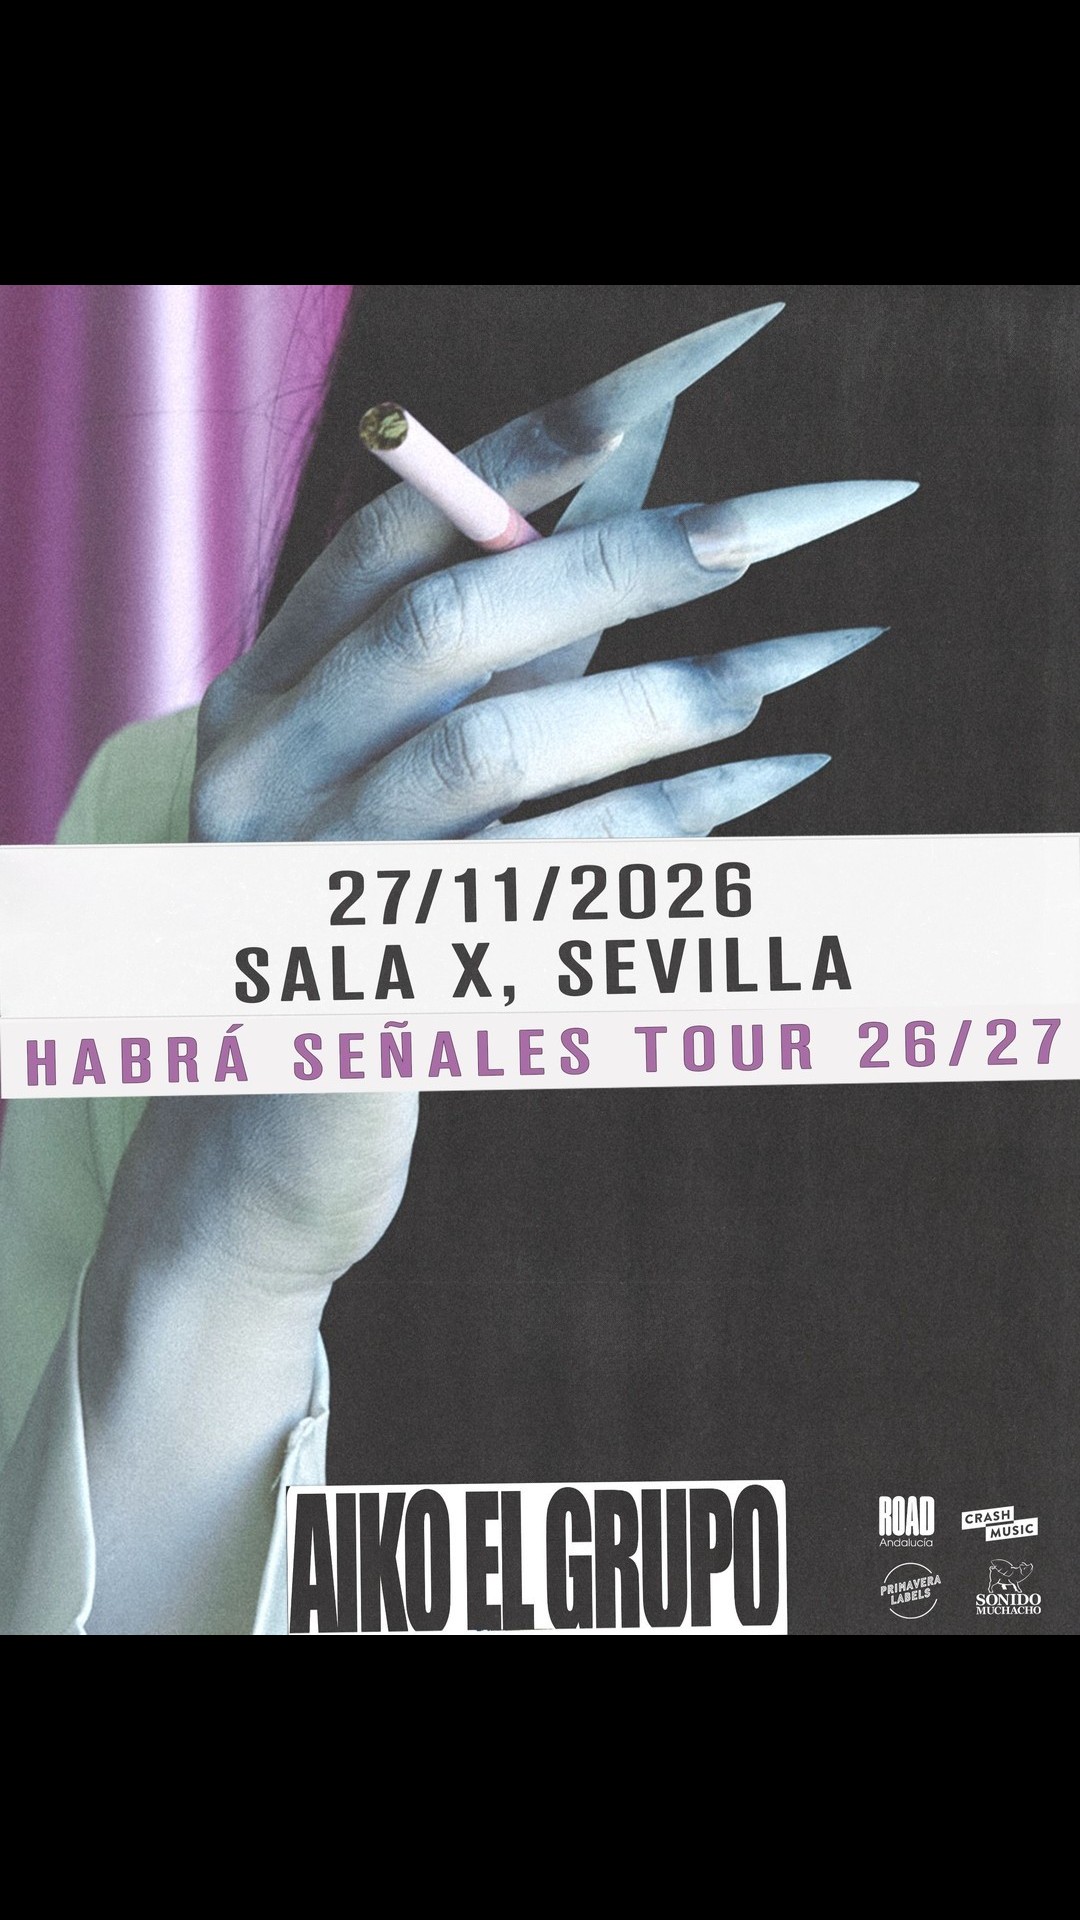 27/11/2026
SALA X, SEVILLA
HABRÁ SEÑALES TOUR 26/27
AIKO EL GRUPO
ROAD
Andalucía
CRASH
MUSIC
PRIMAVERA
LABELS
SONIDO
MUCHACHO